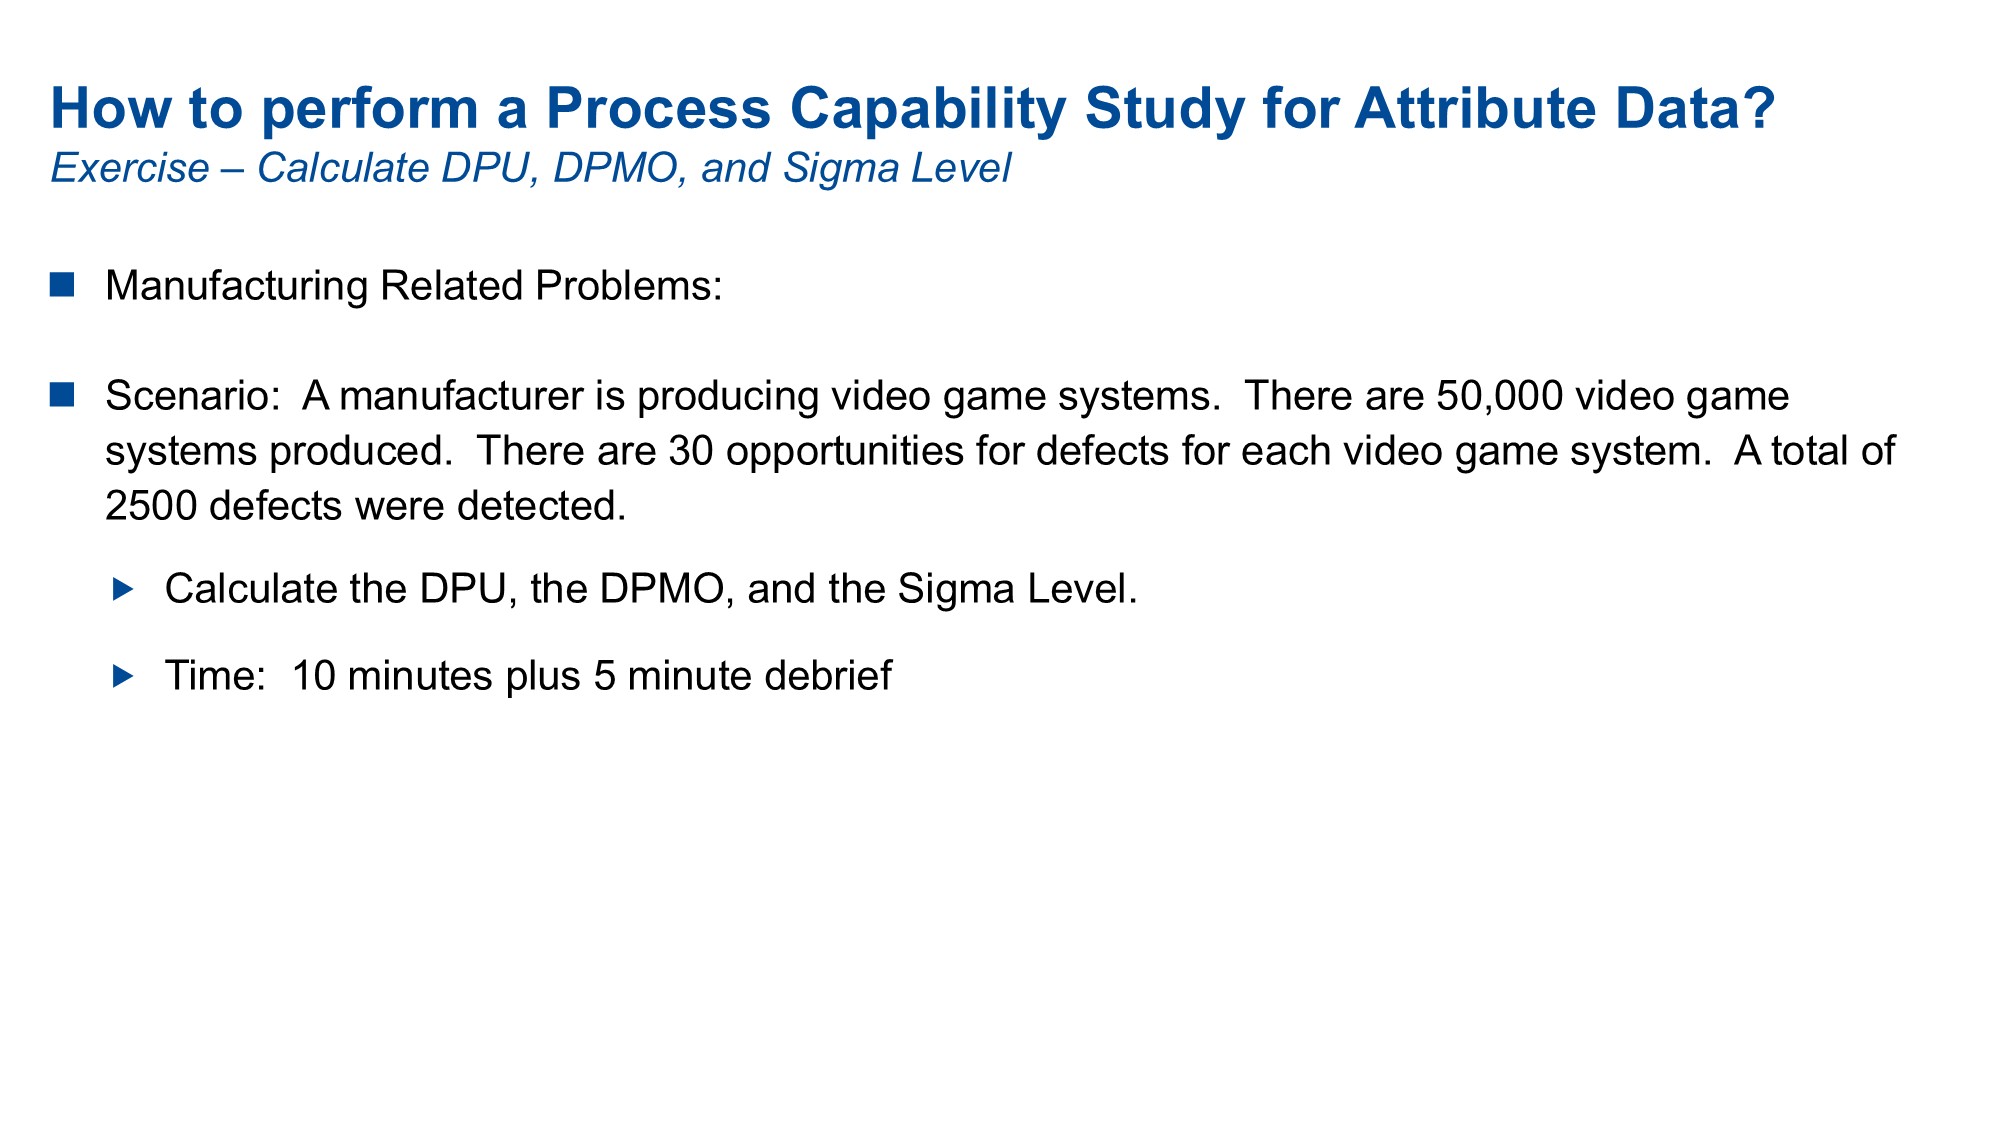 How to perform a Process Capability Study for Attribute Data?
Exercise – Calculate DPU, DPMO, and Sigma Level
Manufacturing Related Problems:
Scenario:  A manufacturer is producing video game systems.  There are 50,000 video game
systems produced.  There are 30 opportunities for defects for each video game system.  A total of
2500 defects were detected.
Calculate the DPU, the DPMO, and the Sigma Level.
Time:  10 minutes plus 5 minute debrief